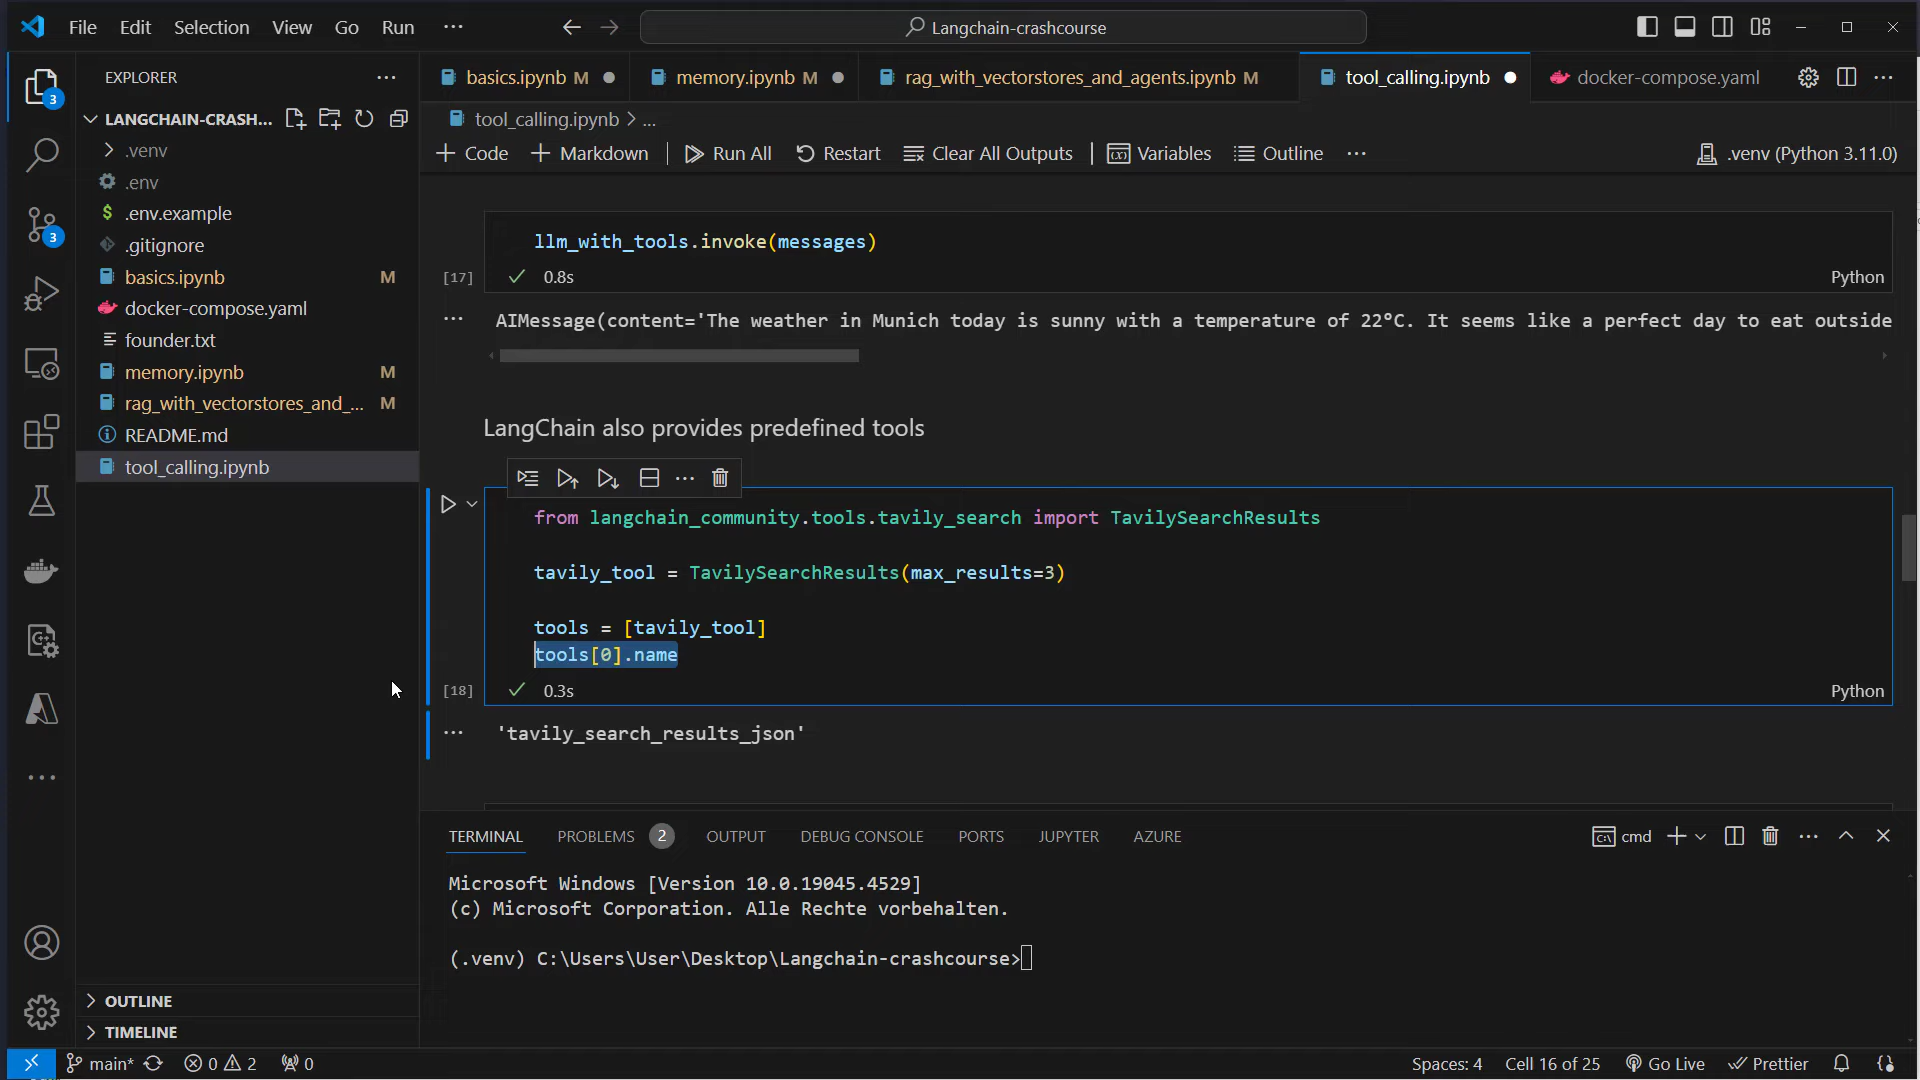 File Edit Selection View Go Run ...
Langchain-crashcourse
EXPLORER
basics.ipynb M
memory.ipynb M
rag_with_vectorstores_and_agents.ipynb M
tool_calling.ipynb
docker-compose.yaml
3
LANGCHAIN-CRASH...
tool_calling.ipynb > ...
.venv
Code
Markdown
Run All
Restart
Clear All Outputs
Variables
Outline
...
.venv (Python 3.11.0)
.env
.env.example
3
.gitignore
basics.ipynb M
docker-compose.yaml
founder.txt
memory.ipynb M
rag_with_vectorstores_and_... M
README.md
tool_calling.ipynb
llm_with_tools.invoke(messages)
[17] 0.8s Python
AIMessage(content='The weather in Munich today is sunny with a temperature of 22°C. It seems like a perfect day to eat outside
LangChain also provides predefined tools
from langchain_community.tools.tavily_search import TavilySearchResults
tavily_tool = TavilySearchResults(max_results=3)
tools = [tavily_tool]
tools[0].name
[18] 0.3s Python
'tavily_search_results_json'
TERMINAL PROBLEMS 2 OUTPUT DEBUG CONSOLE PORTS JUPYTER AZURE
cmd
Microsoft Windows [Version 10.0.19045.4529]
(c) Microsoft Corporation. Alle Rechte vorbehalten.
(.venv) C:\Users\User\Desktop\Langchain-crashcourse>
OUTLINE
TIMELINE
main* 0 2 0
Spaces: 4 Cell 16 of 25 Go Live Prettier